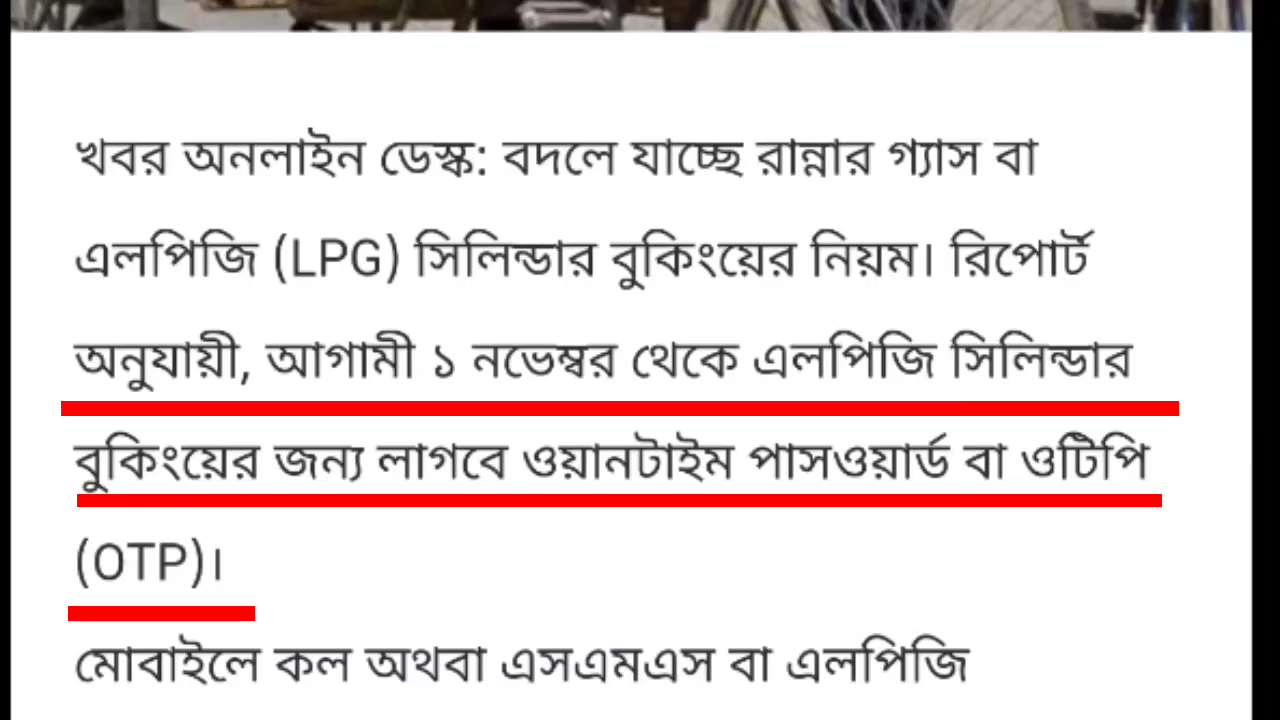 খবর অনলাইন ডেস্ক: বদলে যাচ্ছে রান্নার গ্যাস বা
এলপিজি (LPG) সিলিন্ডার বুকিংয়ের নিয়ম। রিপোর্ট
অনুযায়ী, আগামী ১ নভেম্বর থেকে এলপিজি সিলিন্ডার
বুকিংয়ের জন্য লাগবে ওয়ানটাইম পাসওয়ার্ড বা ওটিপি
(OTP)।
মোবাইলে কল অথবা এসএমএস বা এলপিজি